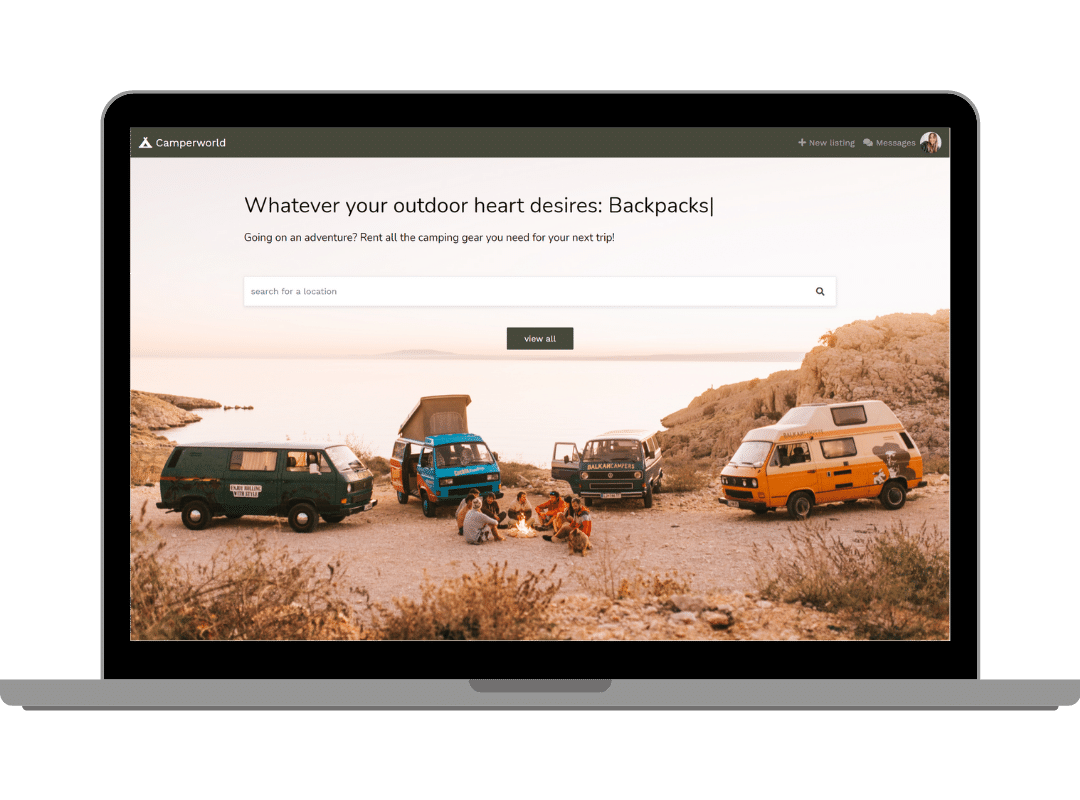 Camperworld
New listing
Messages
Whatever your outdoor heart desires: Backpacks|
Going on an adventure? Rent all the camping gear you need for your next trip!
search for a location
view all
BALKANCAMPERS
ENJOY ROLLING
WITH STYLE